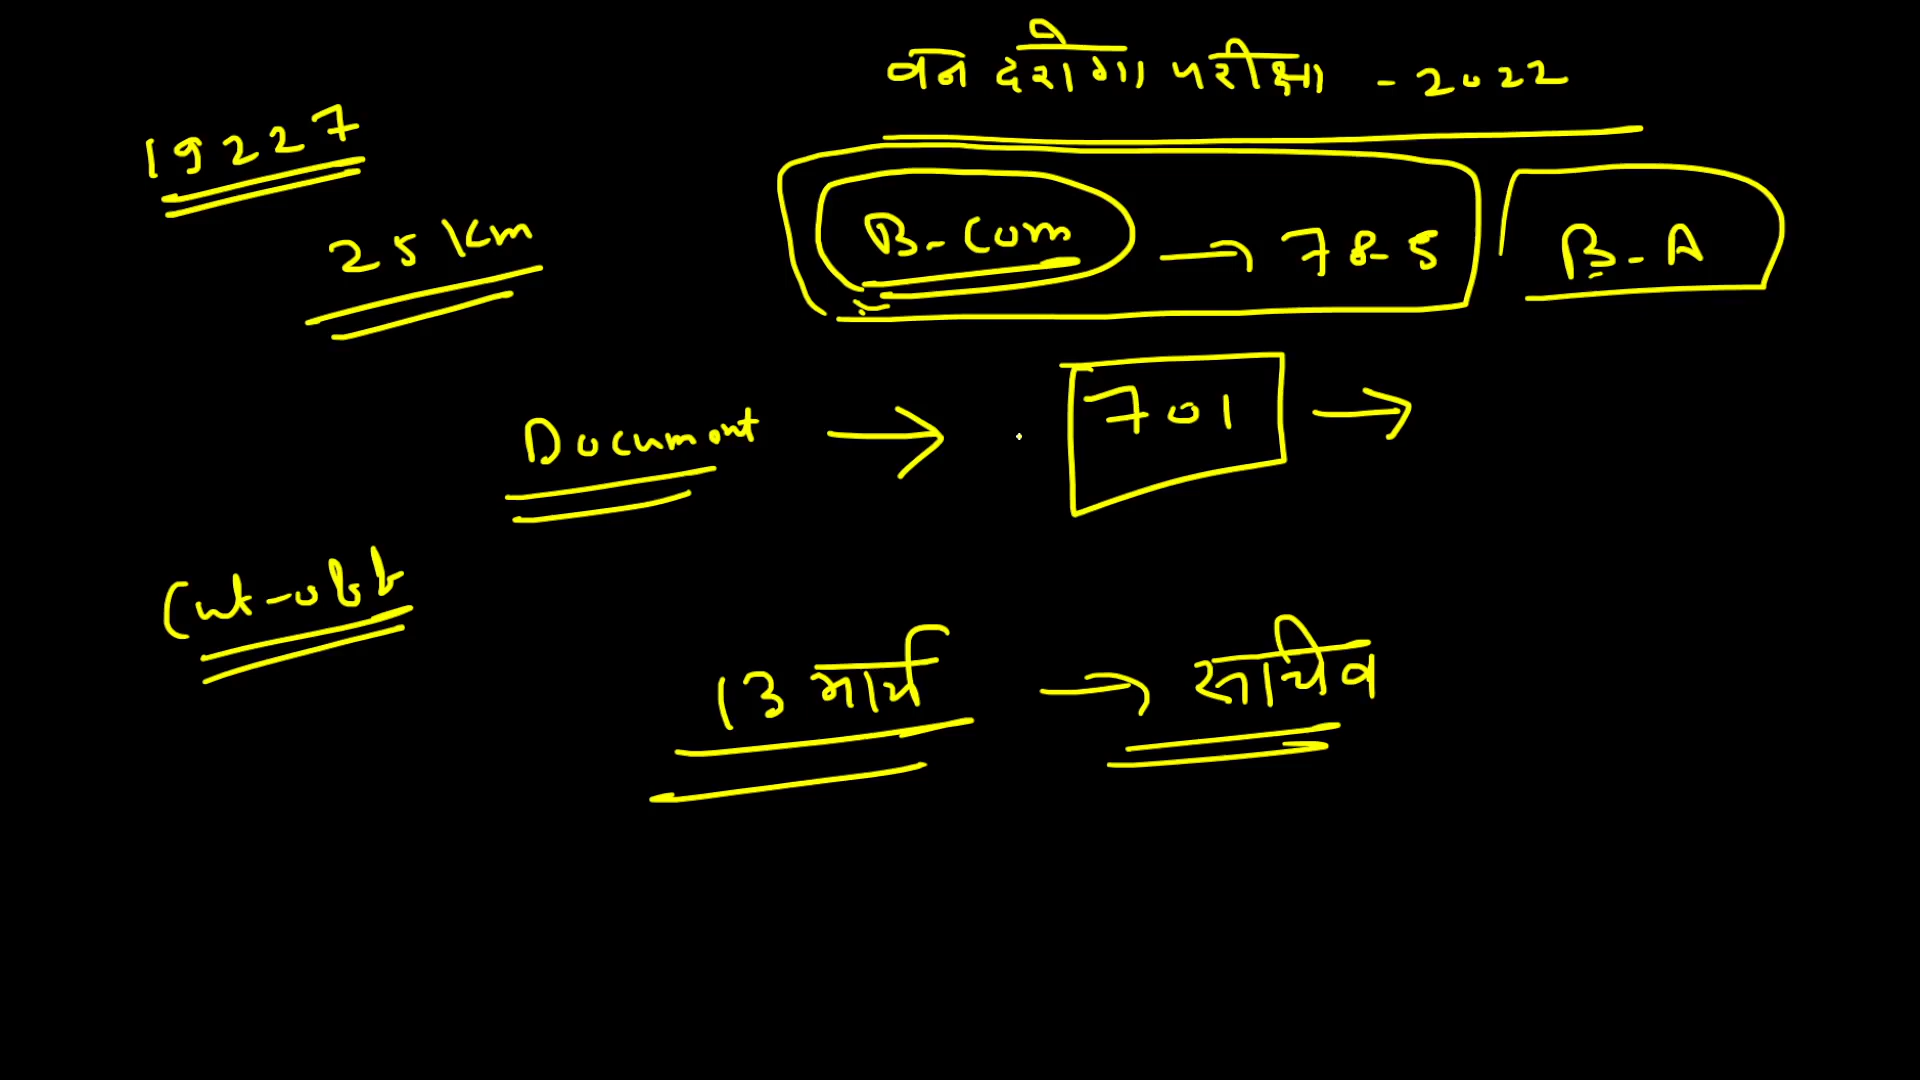 वन दरोगा परीक्षा - 2022
19227
25 Km
B-Com → 785
B-A
Document → 701 →
Cut-off
13 मार्च → सचिव